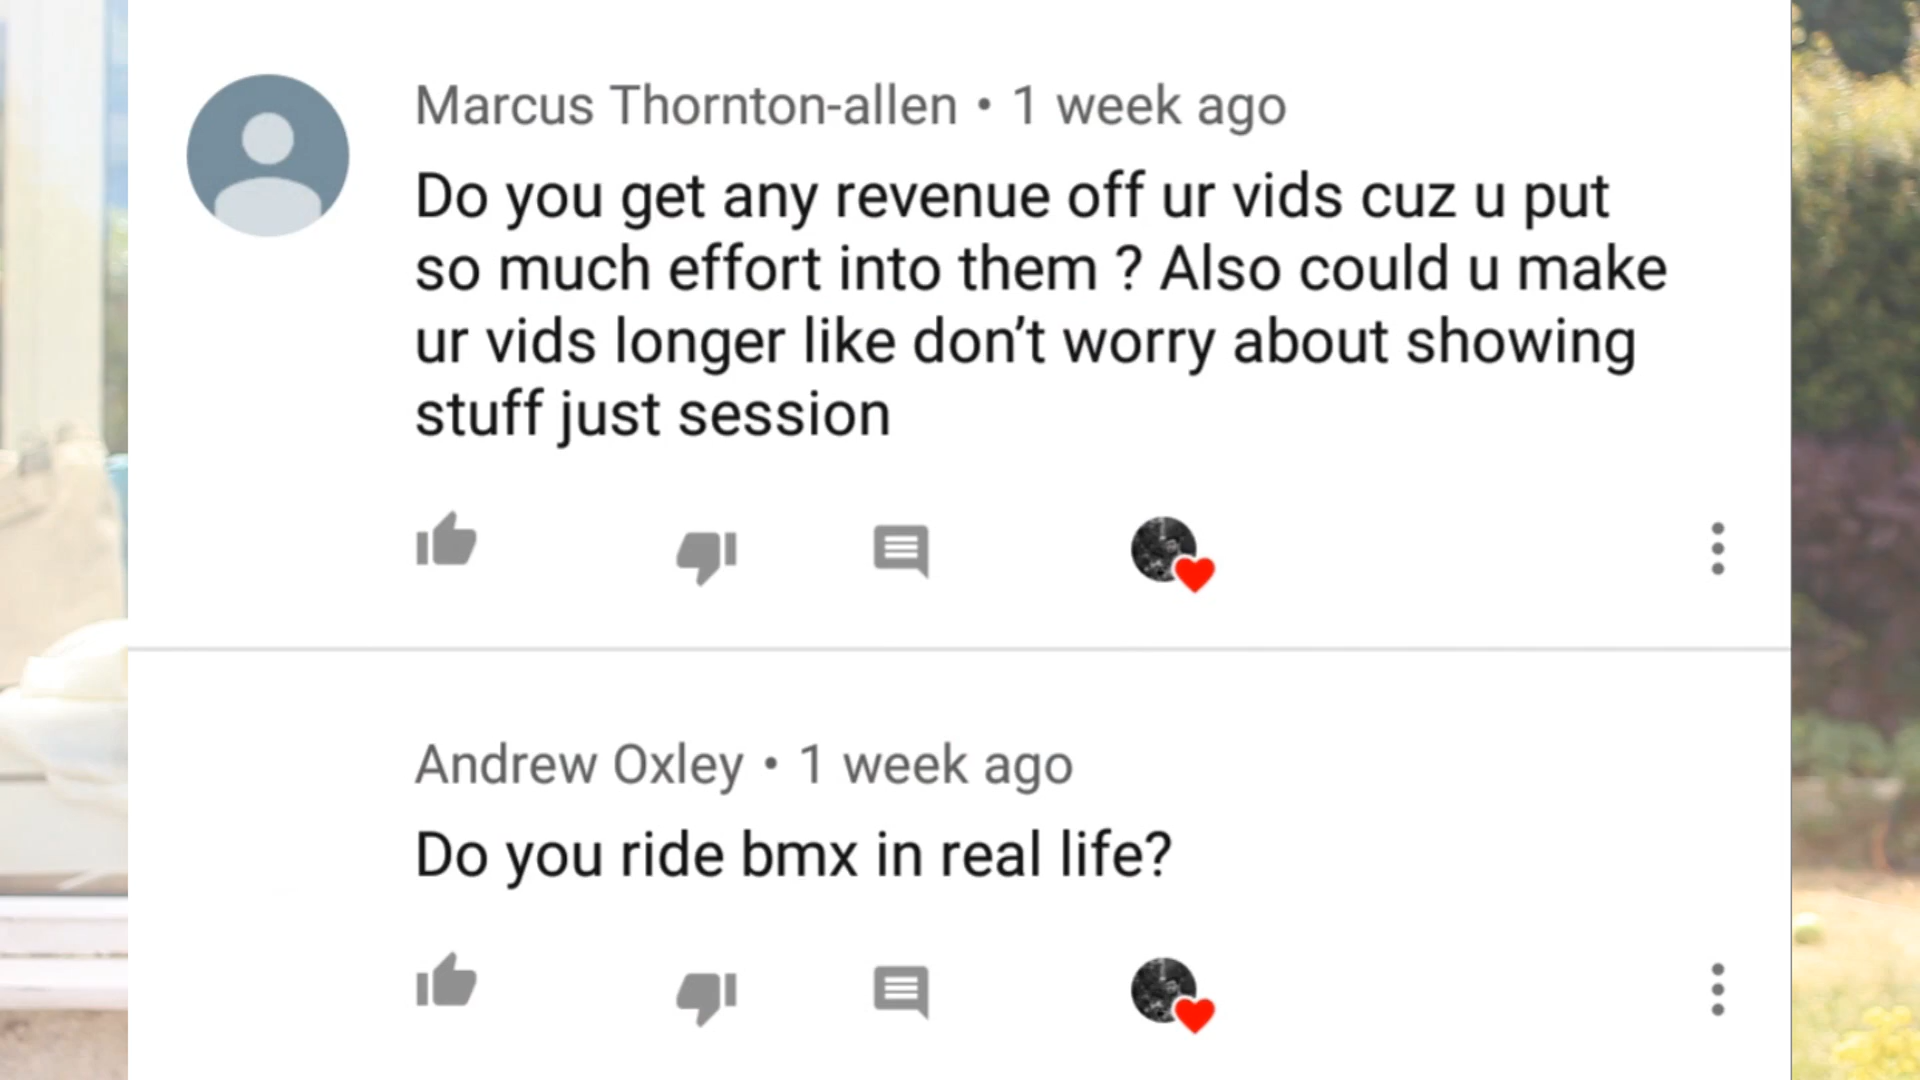 Marcus Thornton-allen • 1 week ago
Do you get any revenue off ur vids cuz u put
so much effort into them ? Also could u make
ur vids longer like don’t worry about showing
stuff just session
Andrew Oxley • 1 week ago
Do you ride bmx in real life?